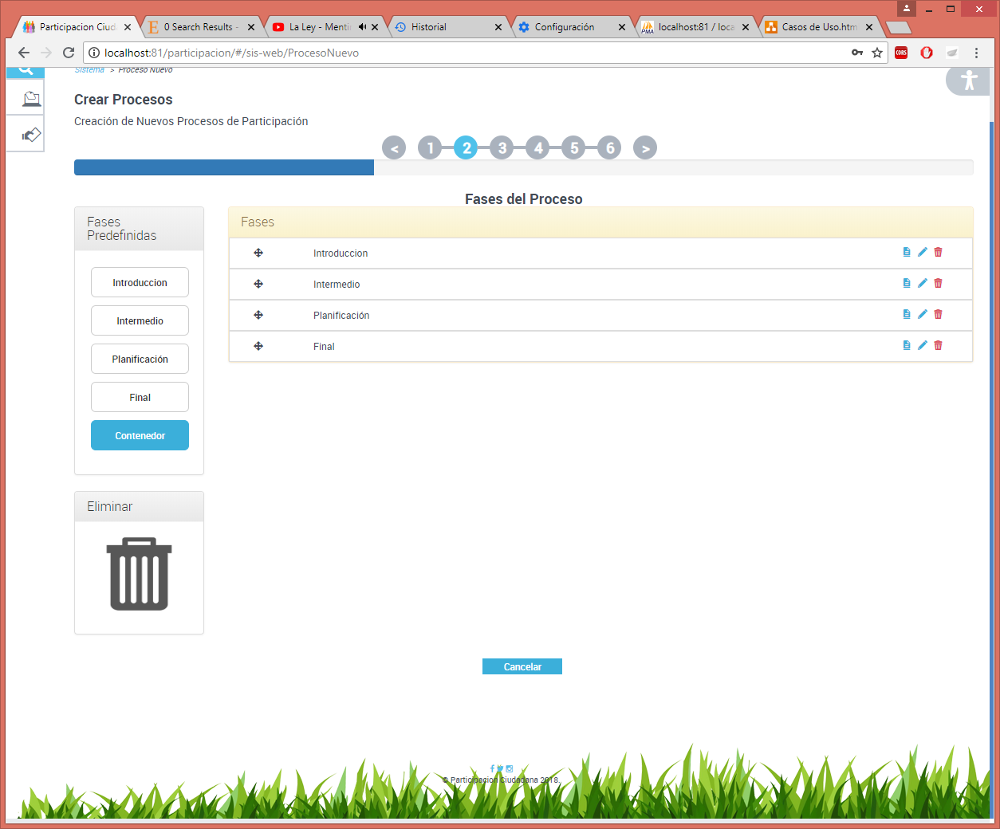 Participacion Ciud
0 Search Results -
La Ley - Menti
Historial
Configuración
localhost:81 / loca
Casos de Uso.htm
localhost:81/participacion/#/sis-web/ProcesoNuevo
CORS
PMA
Sistema > Proceso Nuevo
Crear Procesos
Creación de Nuevos Procesos de Participación
< 1 2 3 4 5 6 >
Fases del Proceso
Fases
Predefinidas
Introduccion
Intermedio
Planificación
Final
Contenedor
Fases
Introduccion
Intermedio
Planificación
Final
Eliminar
Cancelar
© Participacion Ciudadana 2018.